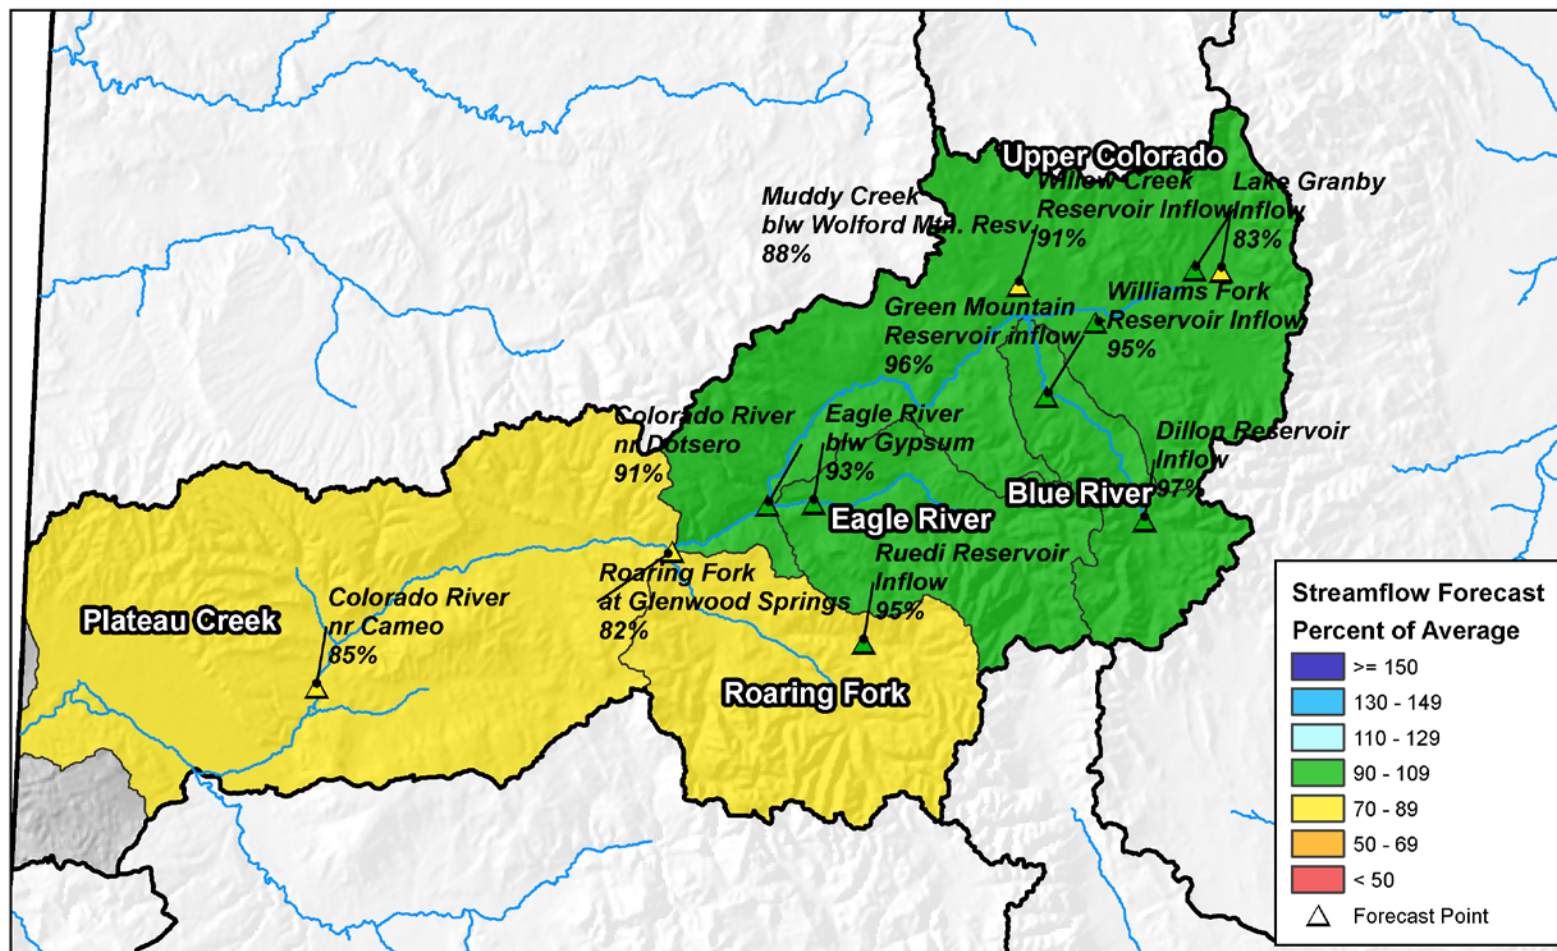 Upper Colorado
Muddy Creek
blw Wolford Mtn. Resv.
88%
Willow Creek
Reservoir Inflow
91%
Lake Granby
Inflow
83%
Green Mountain
Reservoir inflow
96%
Williams Fork
Reservoir Inflow
95%
Colorado River
nr Dotsero
91%
Eagle River
blw Gypsum
93%
Dillon Reservoir
Inflow
97%
Blue River
Eagle River
Ruedi Reservoir
Inflow
95%
Roaring Fork
at Glenwood Springs
82%
Colorado River
nr Cameo
85%
Plateau Creek
Roaring Fork
Streamflow Forecast
Percent of Average
>= 150
130 - 149
110 - 129
90 - 109
70 - 89
50 - 69
< 50
Forecast Point